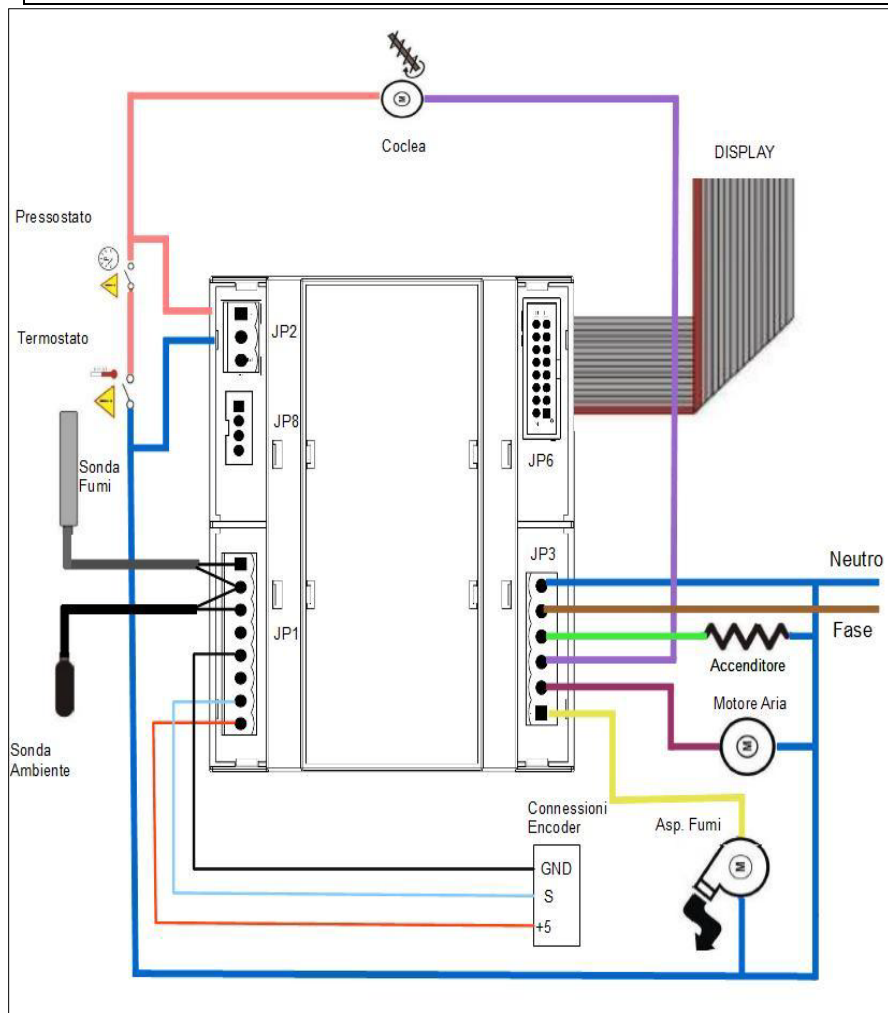 Coclea
DISPLAY
Pressostato
Termostato
JP2
JP8
JP6
Sonda
Fumi
JP3
JP1
Neutro
Fase
Accenditore
Motore Aria
Sonda
Ambiente
Connessioni
Encoder
Asp. Fumi
GND
S
+5
M
M
M